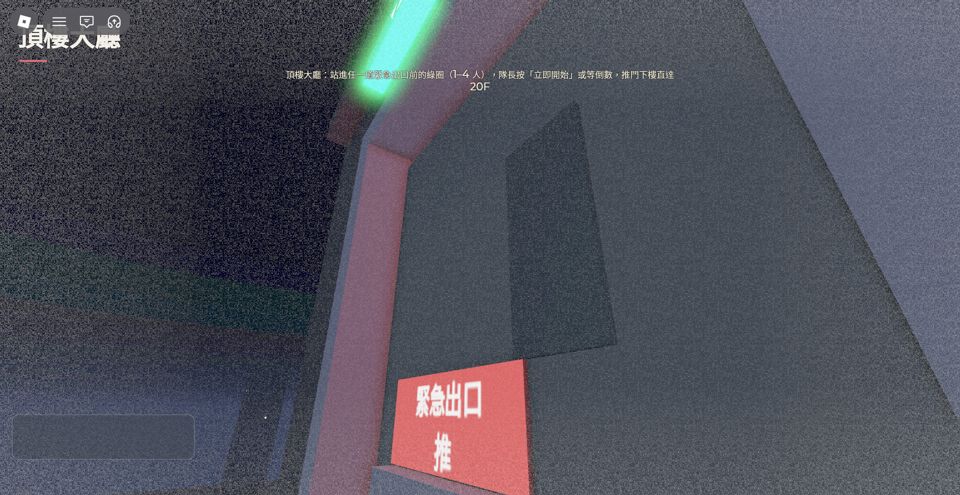 頂樓大廳
頂樓大廳：站進任一道緊急出口前的綠圈（1–4 人），隊長按「立即開始」或等倒數，推門下樓直達
20F
緊急出口
推